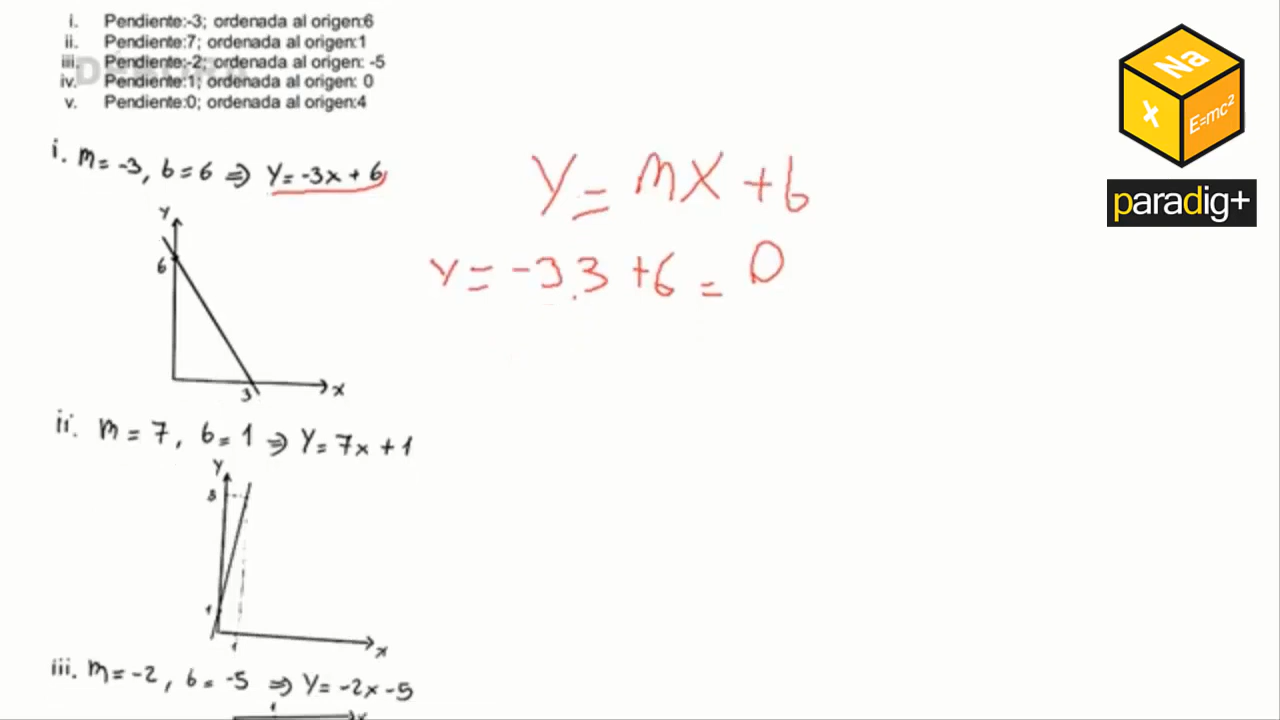 i. Pendiente:-3; ordenada al origen:6
ii. Pendiente:7; ordenada al origen:1
iii. Pendiente:-2; ordenada al origen: -5
iv. Pendiente:1; ordenada al origen: 0
v. Pendiente:0; ordenada al origen:4
Na
x
E=mc²
paradig+
i. m = -3, b = 6 ⇒ Y = -3x + 6
Y = mX + b
Y = -3.3 + 6 = 0
Y
6
3
X
ii. m = 7, b = 1 ⇒ Y = 7x + 1
Y
8
1
1
X
iii. m = -2, b = -5 ⇒ Y = -2x - 5
1
X